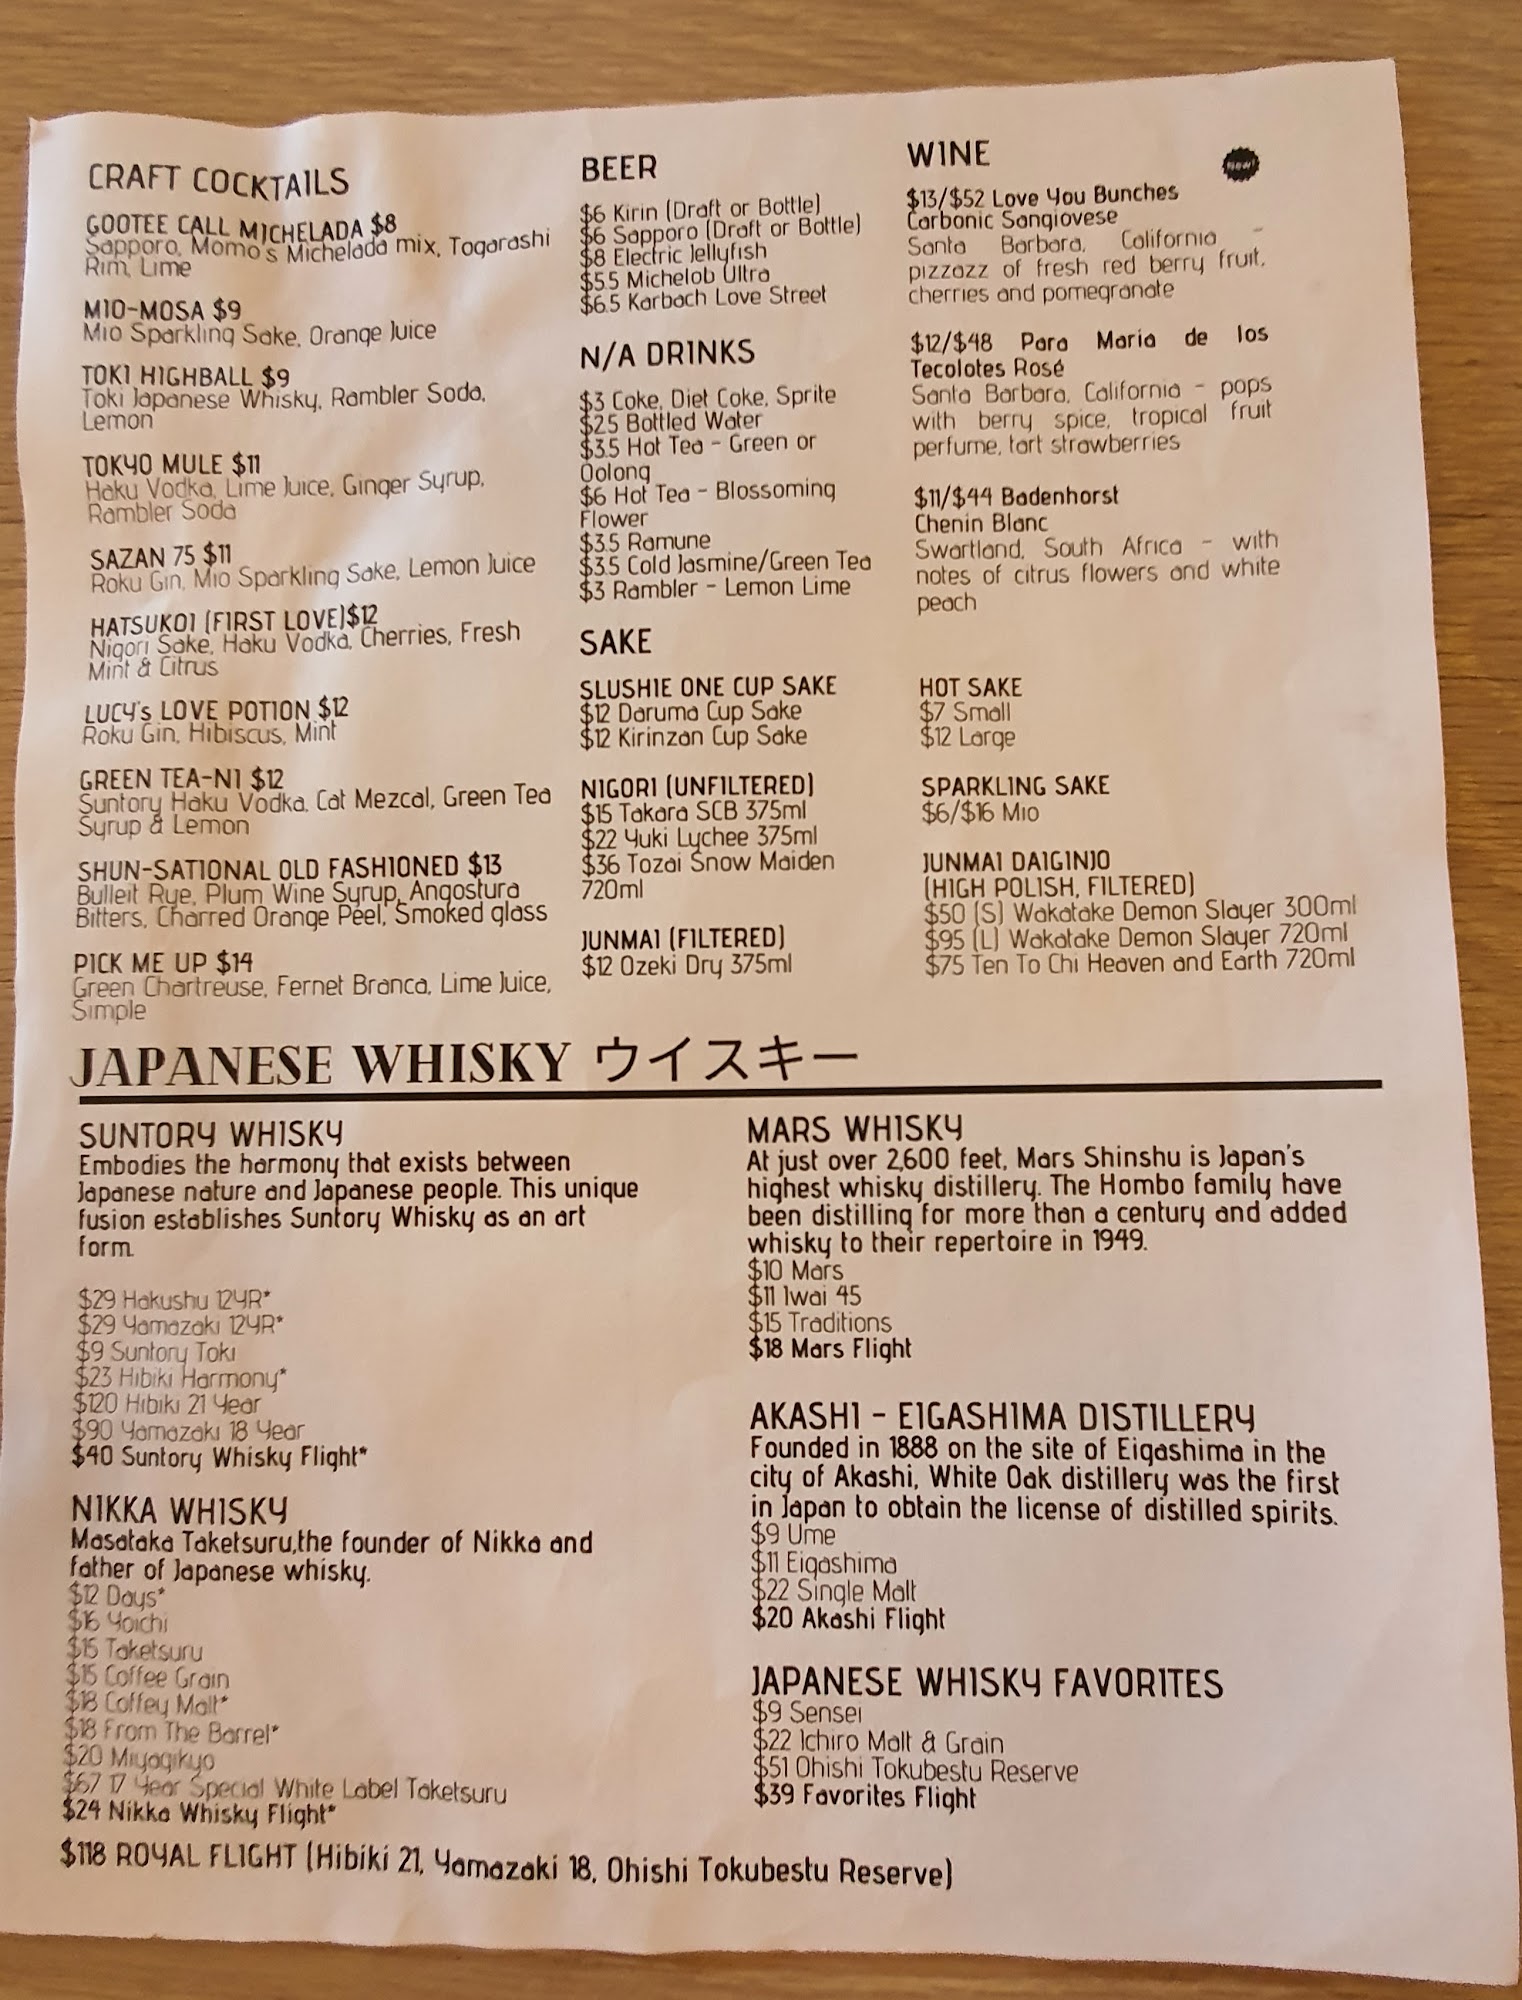 CRAFT COCKTAILS
GOOTEE CALL MICHELADA $8
Sapporo, Momo's Michelada mix, Togarashi
Rim, Lime
MIO-MOSA $9
Mio Sparkling Sake, Orange Juice
TOKI HIGHBALL $9
Toki Japanese Whisky, Rambler Soda,
Lemon
TOKYO MULE $11
Haku Vodka, Lime Juice, Ginger Syrup,
Rambler Soda
SAZAN 75 $11
Roku Gin, Mio Sparkling Sake, Lemon Juice
HATSUKOI (FIRST LOVE)$12
Nigori Sake, Haku Vodka, Cherries, Fresh
Mint & Citrus
LUCY's LOVE POTION $12
Roku Gin, Hibiscus, Mint
GREEN TEA-NI $12
Suntory Haku Vodka, Cat Mezcal, Green Tea
Syrup & Lemon
SHUN-SATIONAL OLD FASHIONED $13
Bulleit Rye, Plum Wine Syrup, Angostura
Bitters, Charred Orange Peel, Smoked glass
PICK ME UP $14
Green Chartreuse, Fernet Branca, Lime Juice,
Simple
BEER
$6 Kirin (Draft or Bottle)
$6 Sapporo (Draft or Bottle)
$8 Electric Jellyfish
$5.5 Michelob Ultra
$6.5 Karbach Love Street
N/A DRINKS
$3 Coke, Diet Coke, Sprite
$2.5 Bottled Water
$3.5 Hot Tea - Green or
Oolong
$6 Hot Tea - Blossoming
Flower
$3.5 Ramune
$3.5 Cold Jasmine/Green Tea
$3 Rambler - Lemon Lime
WINE
New!
$13/$52 Love You Bunches
Carbonic Sangiovese
Santa Barbara, California -
pizzazz of fresh red berry fruit,
cherries and pomegranate
$12/$48 Para Maria de los
Tecolotes Rosé
Santa Barbara, California - pops
with berry spice, tropical fruit
perfume, tart strawberries
$11/$44 Badenhorst
Chenin Blanc
Swartland, South Africa - with
notes of citrus flowers and white
peach
SAKE
SLUSHIE ONE CUP SAKE
$12 Daruma Cup Sake
$12 Kirinzan Cup Sake
NIGORI (UNFILTERED)
$15 Takara SCB 375ml
$22 Yuki Lychee 375ml
$36 Tozai Snow Maiden
720ml
JUNMAI (FILTERED)
$12 Ozeki Dry 375ml
HOT SAKE
$7 Small
$12 Large
SPARKLING SAKE
$6/$16 Mio
JUNMAI DAIGINJO
(HIGH POLISH, FILTERED)
$50 (S) Wakatake Demon Slayer 300ml
$95 (L) Wakatake Demon Slayer 720ml
$75 Ten To Chi Heaven and Earth 720ml
JAPANESE WHISKY ウイスキー
SUNTORY WHISKY
Embodies the harmony that exists between
Japanese nature and Japanese people. This unique
fusion establishes Suntory Whisky as an art
form.
$29 Hakushu 12YR*
$29 Yamazaki 12YR*
$9 Suntory Toki
$23 Hibiki Harmony*
$120 Hibiki 21 Year
$90 Yamazaki 18 Year
$40 Suntory Whisky Flight*
NIKKA WHISKY
Masataka Taketsuru,the founder of Nikka and
father of Japanese whisky.
$12 Days*
$16 Yoichi
$15 Taketsuru
$15 Coffee Grain
$18 Coffey Malt*
$18 From The Barrel*
$20 Miyagikyo
$67 17 Year Special White Label Taketsuru
$24 Nikka Whisky Flight*
MARS WHISKY
At just over 2,600 feet, Mars Shinshu is Japan's
highest whisky distillery. The Hombo family have
been distilling for more than a century and added
whisky to their repertoire in 1949.
$10 Mars
$11 Iwai 45
$15 Traditions
$18 Mars Flight
AKASHI - EIGASHIMA DISTILLERY
Founded in 1888 on the site of Eigashima in the
city of Akashi, White Oak distillery was the first
in Japan to obtain the license of distilled spirits.
$9 Ume
$11 Eigashima
$22 Single Malt
$20 Akashi Flight
JAPANESE WHISKY FAVORITES
$9 Sensei
$22 Ichiro Malt & Grain
$51 Ohishi Tokubestu Reserve
$39 Favorites Flight
$118 ROYAL FLIGHT (Hibiki 21, Yamazaki 18, Ohishi Tokubestu Reserve)